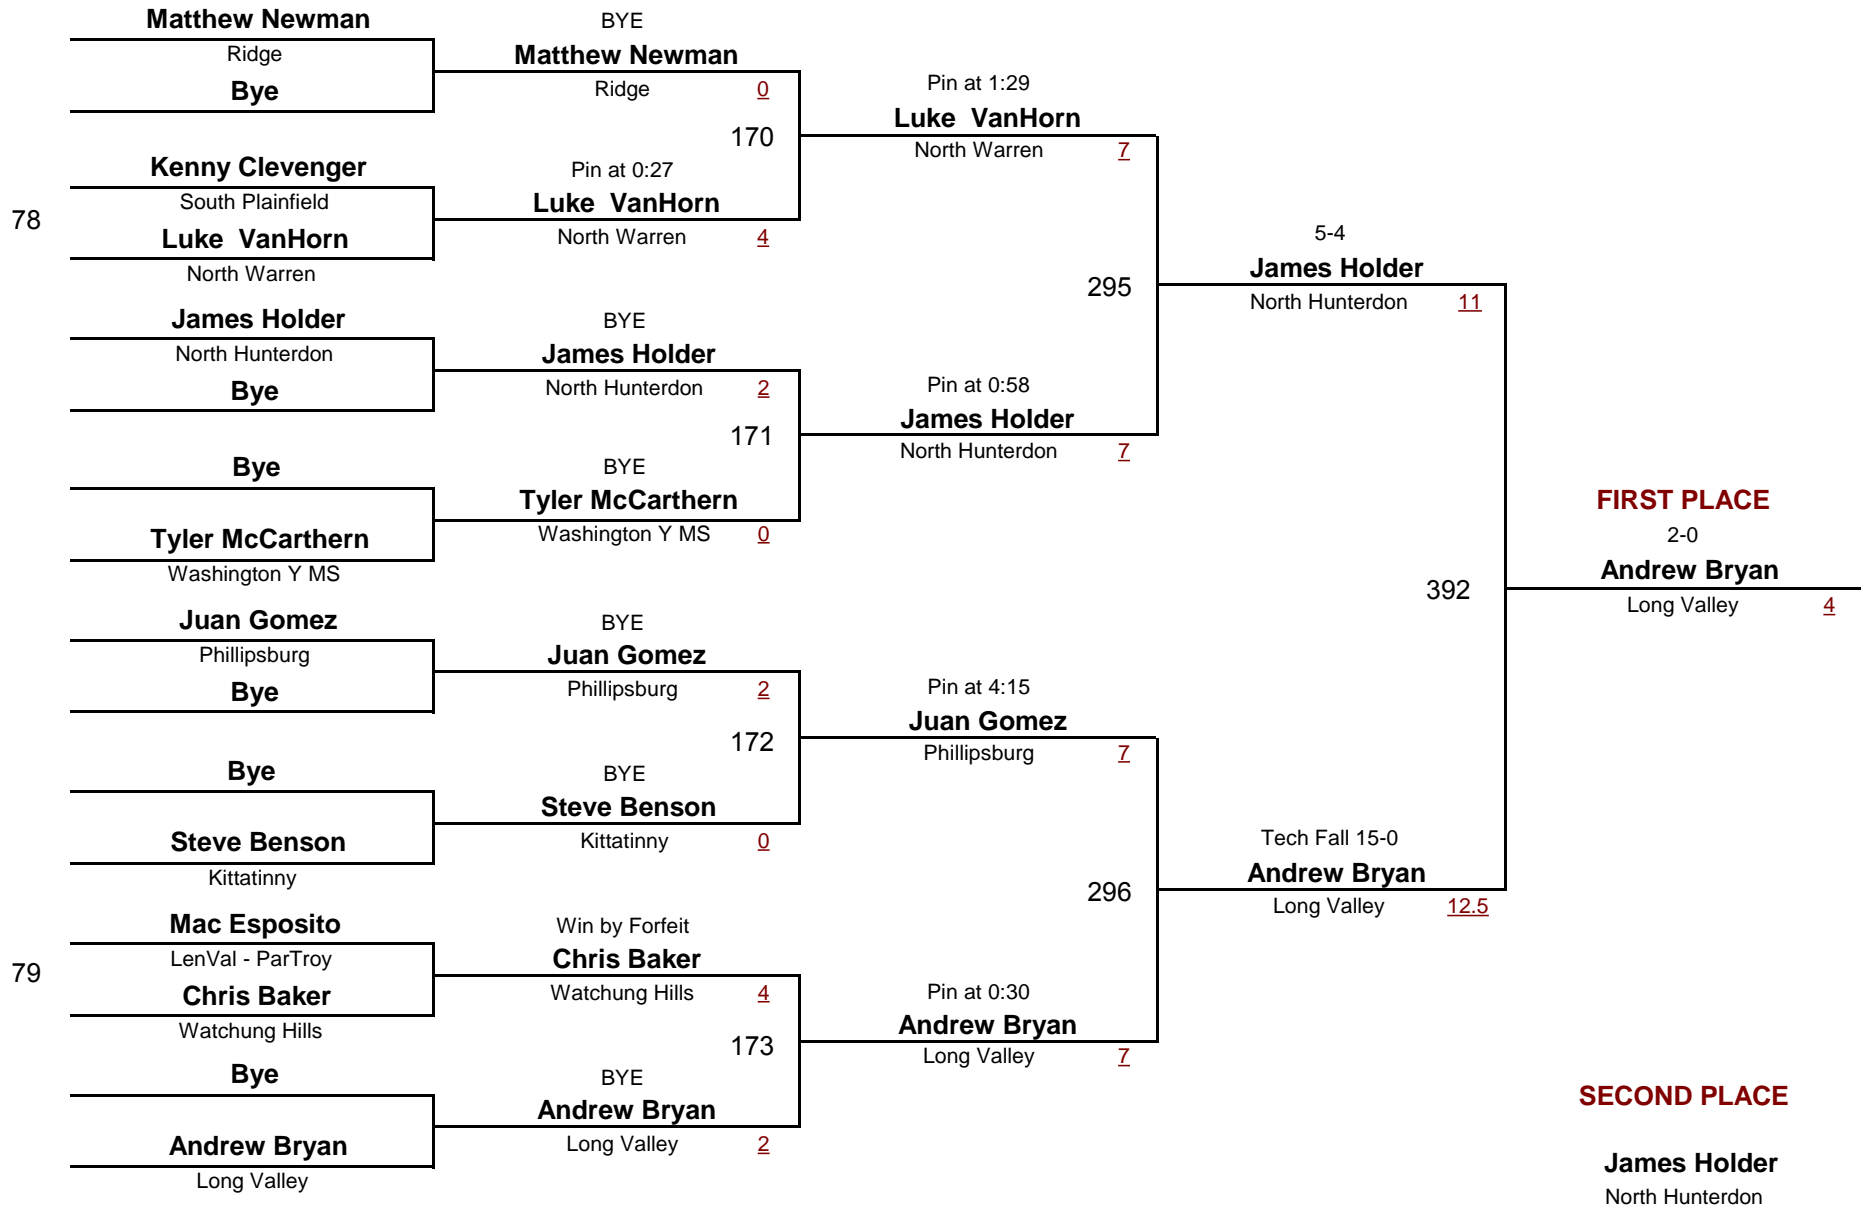 Matthew Newman
Ridge
Bye
78
Kenny Clevenger
South Plainfield
Luke VanHorn
North Warren
James Holder
North Hunterdon
Bye
Bye
Tyler McCarthern
Washington Y MS
Juan Gomez
Phillipsburg
Bye
Bye
Steve Benson
Kittatinny
79
Mac Esposito
LenVal - ParTroy
Chris Baker
Watchung Hills
Bye
Andrew Bryan
Long Valley
BYE
Matthew Newman
Ridge 0
170
Pin at 0:27
Luke VanHorn
North Warren 4
BYE
James Holder
North Hunterdon 2
171
BYE
Tyler McCarthern
Washington Y MS 0
BYE
Juan Gomez
Phillipsburg 2
172
BYE
Steve Benson
Kittatinny 0
Win by Forfeit
Chris Baker
Watchung Hills 4
173
BYE
Andrew Bryan
Long Valley 2
Pin at 1:29
Luke VanHorn
North Warren 7
295
Pin at 0:58
James Holder
North Hunterdon 7
Pin at 4:15
Juan Gomez
Phillipsburg 7
296
Pin at 0:30
Andrew Bryan
Long Valley 7
5-4
James Holder
North Hunterdon 11
392
Tech Fall 15-0
Andrew Bryan
Long Valley 12.5
FIRST PLACE
2-0
Andrew Bryan
Long Valley 4
SECOND PLACE
James Holder
North Hunterdon